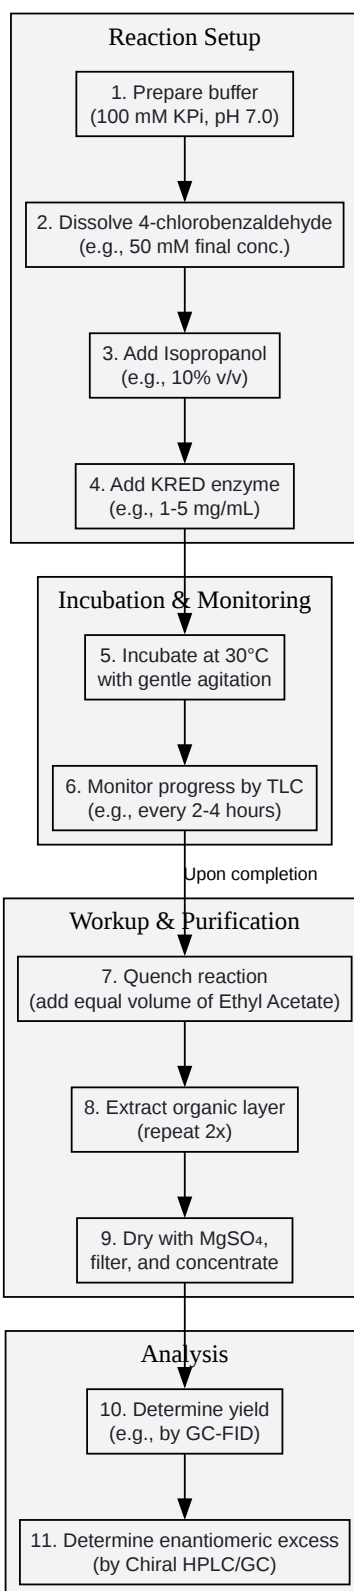 Reaction Setup
1. Prepare buffer
(100 mM KPi, pH 7.0)
2. Dissolve 4-chlorobenzaldehyde
(e.g., 50 mM final conc.)
3. Add Isopropanol
(e.g., 10% v/v)
4. Add KRED enzyme
(e.g., 1-5 mg/mL)
Incubation & Monitoring
5. Incubate at 30°C
with gentle agitation
6. Monitor progress by TLC
(e.g., every 2-4 hours)
Upon completion
Workup & Purification
7. Quench reaction
(add equal volume of Ethyl Acetate)
8. Extract organic layer
(repeat 2x)
9. Dry with MgSO₄,
filter, and concentrate
Analysis
10. Determine yield
(e.g., by GC-FID)
11. Determine enantiomeric excess
(by Chiral HPLC/GC)